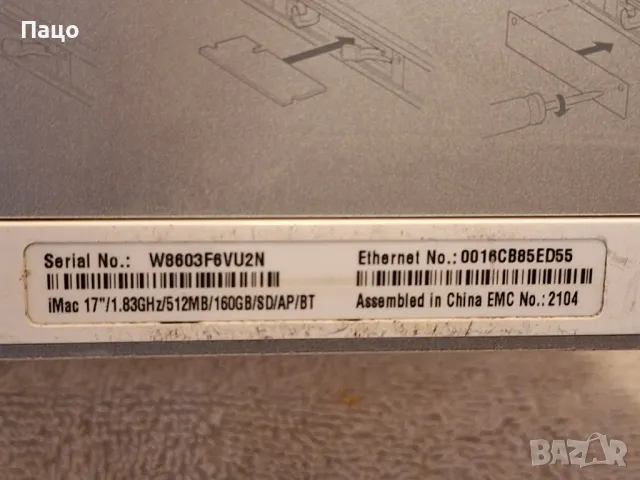 Пацо
Serial No.: W8603F6VU2N
Ethernet No.: 0016CB85ED55
iMac 17"/1.83GHz/512MB/160GB/SD/AP/BT
Assembled in China EMC No.: 2104
BAZAR